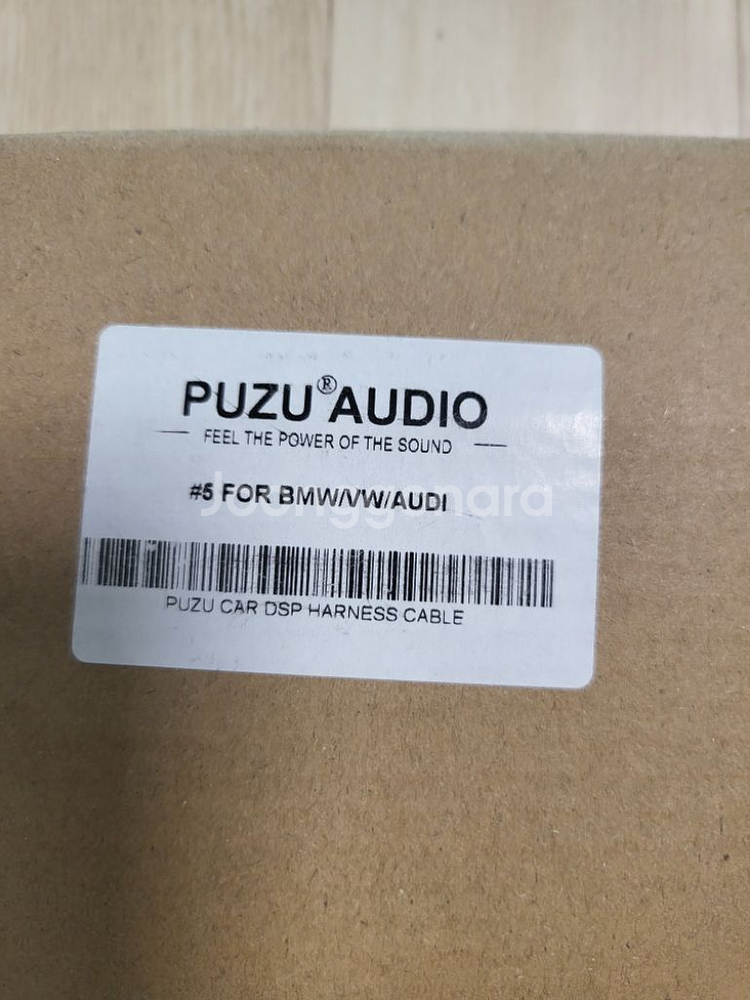 PUZU® AUDIO
FEEL THE POWER OF THE SOUND
#5 FOR BMW/VW/AUDI
Joonggonara
PUZU CAR DSP HARNESS CABLE